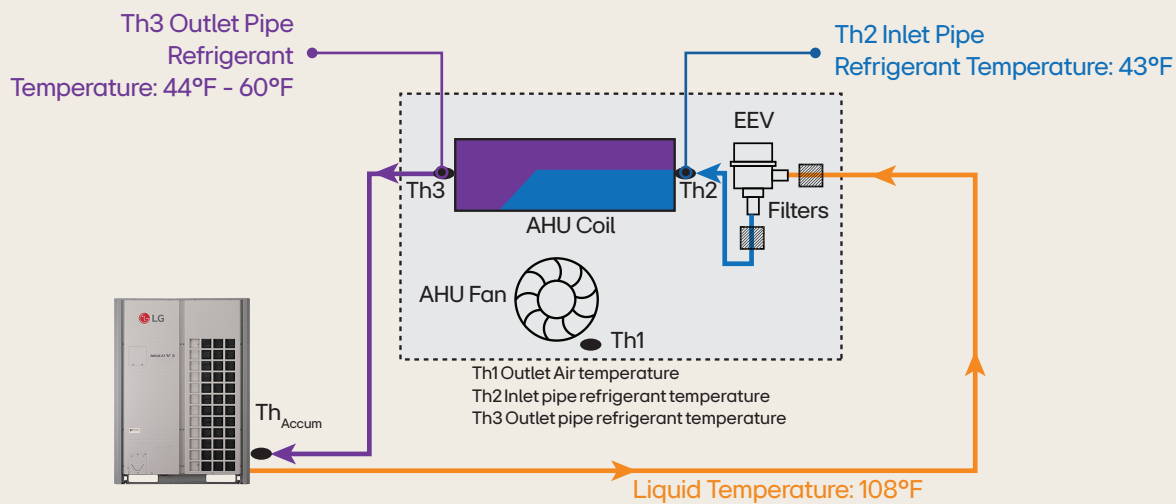 Th3 Outlet Pipe
Refrigerant
Temperature: 44°F - 60°F
Th2 Inlet Pipe
Refrigerant Temperature: 43°F
EEV
Th3
Th2
Filters
AHU Coil
AHU Fan
Th1
Th1 Outlet Air temperature
Th2 Inlet pipe refrigerant temperature
Th3 Outlet pipe refrigerant temperature
LG
Th Accum
Liquid Temperature: 108°F